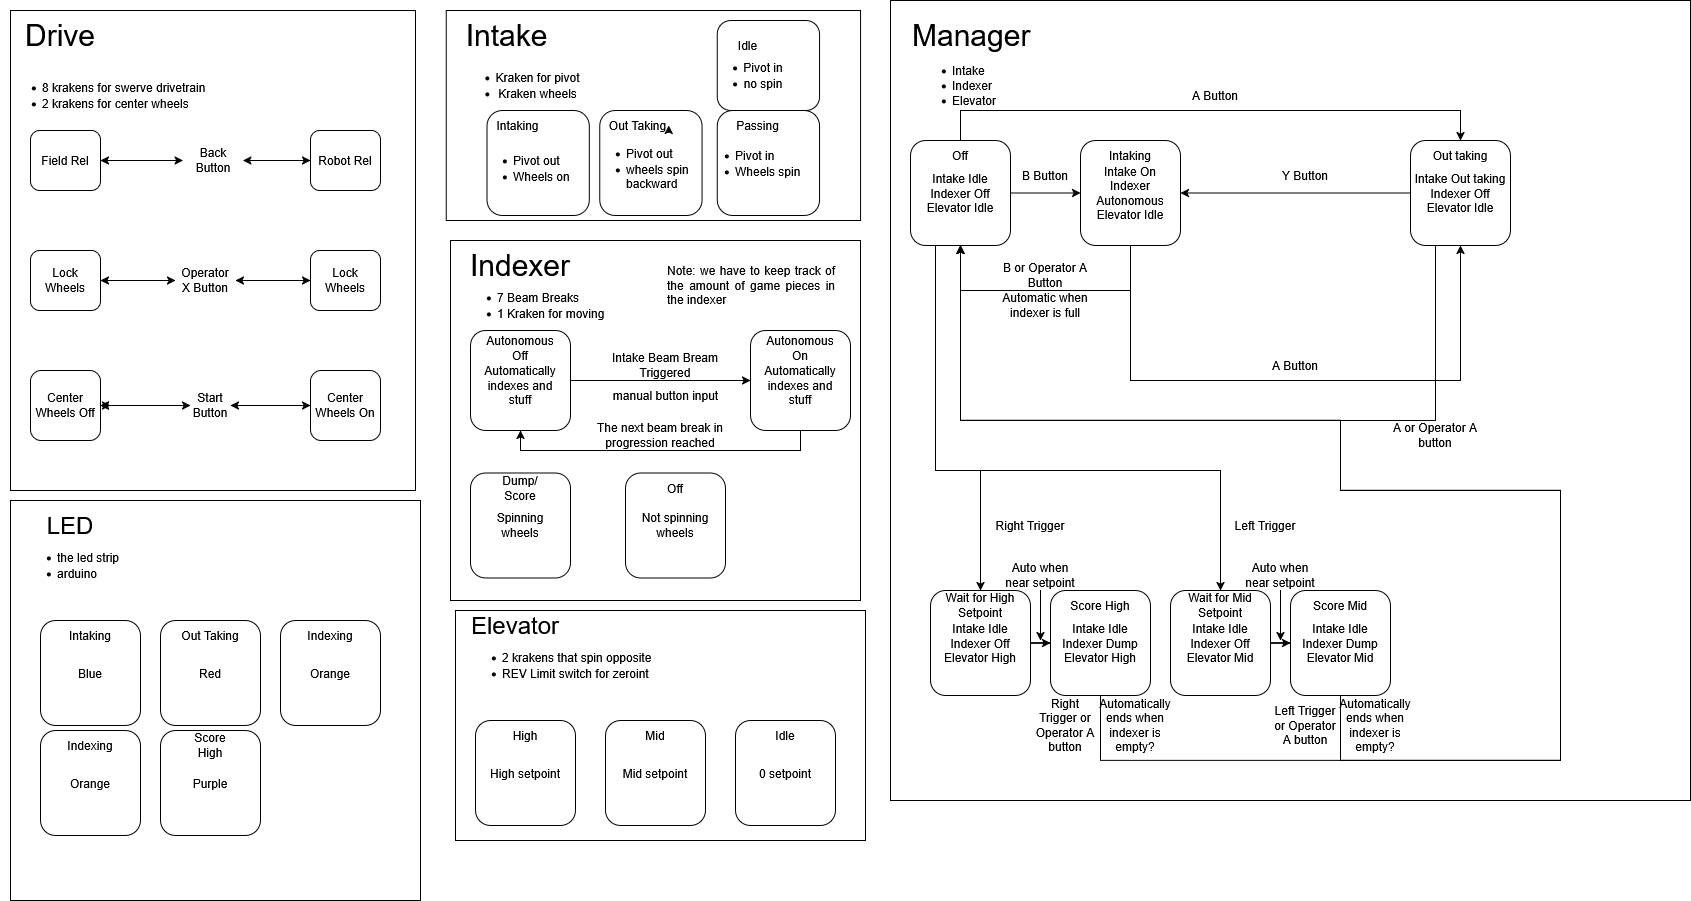 Drive
8 krakens for swerve drivetrain
2 krakens for center wheels
Field Rel
Back
Button
Robot Rel
Lock
Wheels
Operator
X Button
Lock
Wheels
Center
Wheels Off
Start
Button
Center
Wheels On
LED
the led strip
arduino
Intaking
Blue
Out Taking
Red
Indexing
Orange
Indexing
Orange
Score
High
Purple
Intake
Kraken for pivot
Kraken wheels
Idle
Pivot in
no spin
Intaking
Pivot out
Wheels on
Out Taking
Pivot out
wheels spin
backward
Passing
Pivot in
Wheels spin
Indexer
7 Beam Breaks
1 Kraken for moving
Note: we have to keep track of
the amount of game pieces in
the indexer
Autonomous
Off
Automatically
indexes and
stuff
Intake Beam Bream
Triggered
manual button input
Autonomous
On
Automatically
indexes and
stuff
The next beam break in
progression reached
Dump/
Score
Spinning
wheels
Off
Not spinning
wheels
Elevator
2 krakens that spin opposite
REV Limit switch for zeroint
High
High setpoint
Mid
Mid setpoint
Idle
0 setpoint
Manager
Intake
Indexer
Elevator
A Button
Off
Intake Idle
Indexer Off
Elevator Idle
B Button
Intaking
Intake On
Indexer
Autonomous
Elevator Idle
Y Button
Out taking
Intake Out taking
Indexer Off
Elevator Idle
B or Operator A
Button
Automatic when
indexer is full
A Button
A or Operator A
button
Right Trigger
Left Trigger
Auto when
near setpoint
Auto when
near setpoint
Wait for High
Setpoint
Intake Idle
Indexer Off
Elevator High
Score High
Intake Idle
Indexer Dump
Elevator High
Wait for Mid
Setpoint
Intake Idle
Indexer Off
Elevator Mid
Score Mid
Intake Idle
Indexer Dump
Elevator Mid
Right
Trigger or
Operator A
button
Automatically
ends when
indexer is
empty?
Left Trigger
or Operator
A button
Automatically
ends when
indexer is
empty?